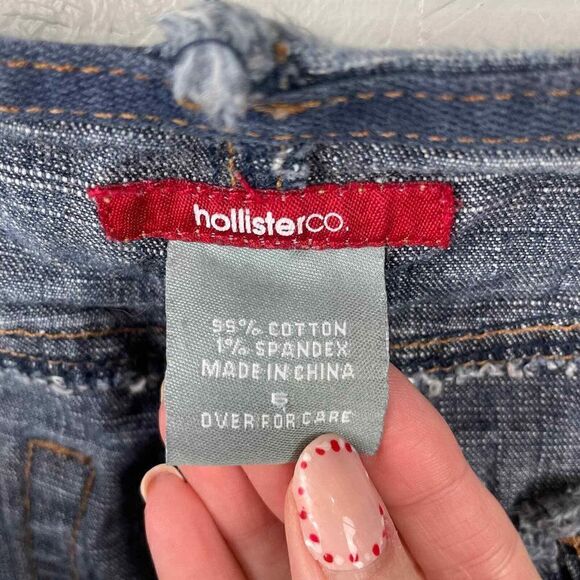 hollisterco.
99% COTTON
1% SPANDEX
MADE IN CHINA
5
OVER FOR CARE